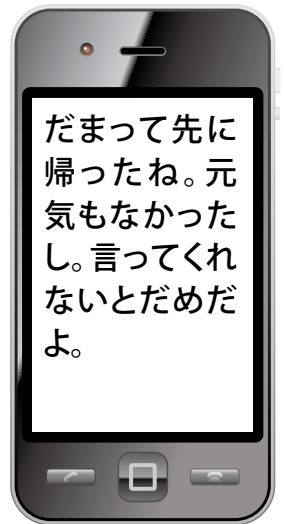 だまって先に
帰ったね。元
気もなかった
し。言ってくれ
ないとだめだ
よ。